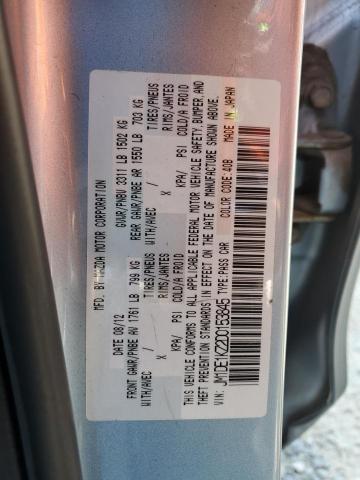 MFD. BY MAZDA MOTOR CORPORATION
DATE 08/12 GVWR/PNBV 3311 LB 1502 KG
FRONT GAWR/PNBE AV 1761 LB 799 KG REAR GAWR/PNBE AR 1550 LB 703 KG
WITH/AVEC TIRES/PNEUS WITH/AVEC TIRES/PNEUS
X RIMS/JANTES X RIMS/JANTES
KPA/ PSI COLD/A FROID KPA/ PSI COLD/A FROID
THIS VEHICLE CONFORMS TO ALL APPLICABLE FEDERAL MOTOR VEHICLE SAFETY, BUMPER, AND
THEFT PREVENTION STANDARDS IN EFFECT ON THE DATE OF MANUFACTURE SHOWN ABOVE.
VIN: JM1DE1KZ2D0153845 TYPE:PASS CAR COLOR CODE:40B MADE IN JAPAN